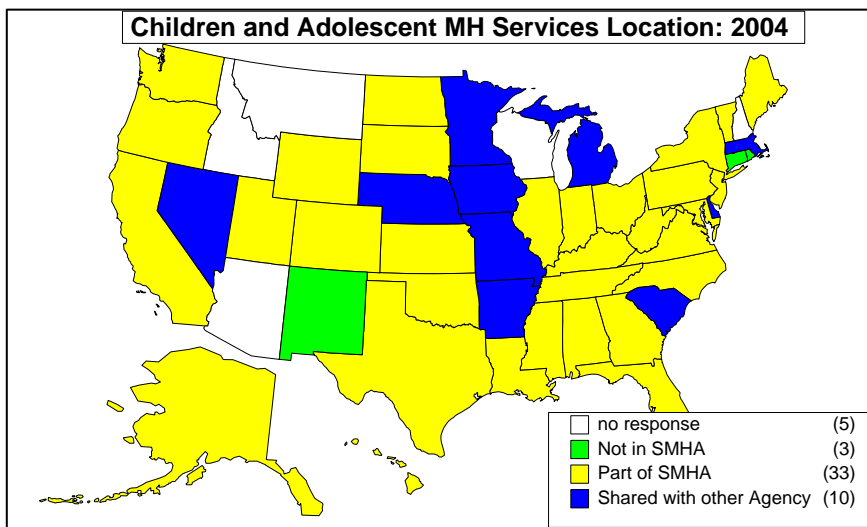 Children and Adolescent MH Services Location: 2004
no response (5)
Not in SMHA (3)
Part of SMHA (33)
Shared with other Agency (10)